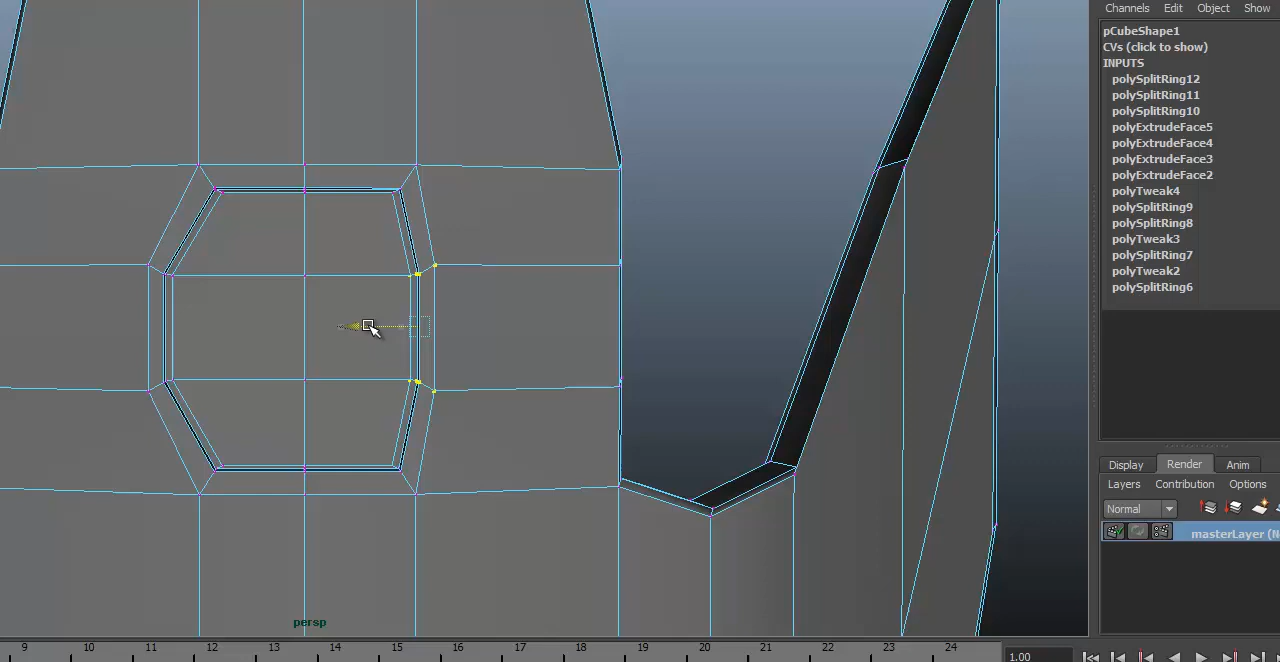 Channels Edit Object Show
pCubeShape1
CVs (click to show)
INPUTS
polySplitRing12
polySplitRing11
polySplitRing10
polyExtrudeFace5
polyExtrudeFace4
polyExtrudeFace3
polyExtrudeFace2
polyTweak4
polySplitRing9
polySplitRing8
polyTweak3
polySplitRing7
polyTweak2
polySplitRing6
Display Render Anim
Layers Contribution Options
Normal
masterLayer (N
persp
9 10 11 12 13 14 15 16 17 18 19 20 21 22 23 24
1.00